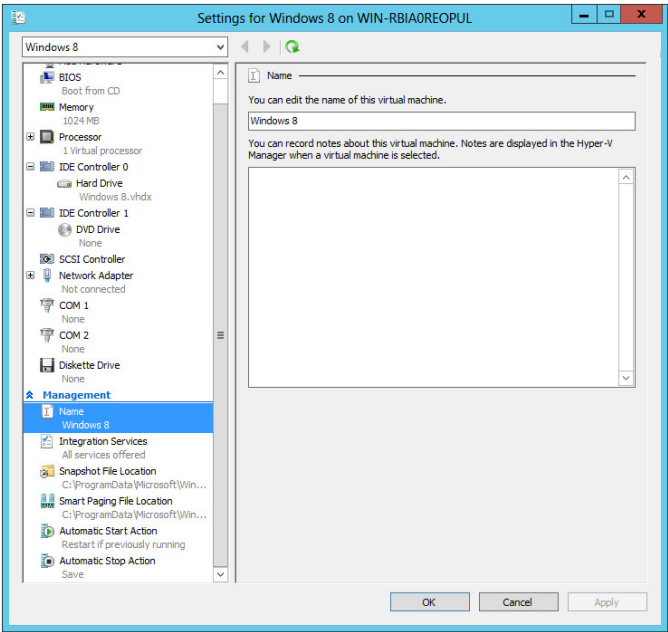 Settings for Windows 8 on WIN-RBIA0REOPUL
Windows 8
BIOS
Boot from CD
Memory
1024 MB
Processor
1 Virtual processor
IDE Controller 0
Hard Drive
Windows 8.vhdx
IDE Controller 1
DVD Drive
None
SCSI Controller
Network Adapter
Not connected
COM 1
None
COM 2
None
Diskette Drive
None
Management
Name
Windows 8
Integration Services
All services offered
Snapshot File Location
C:\ProgramData\Microsoft\Win...
Smart Paging File Location
C:\ProgramData\Microsoft\Win...
Automatic Start Action
Restart if previously running
Automatic Stop Action
Save
Name
You can edit the name of this virtual machine.
Windows 8
You can record notes about this virtual machine. Notes are displayed in the Hyper-V
Manager when a virtual machine is selected.
OK
Cancel
Apply